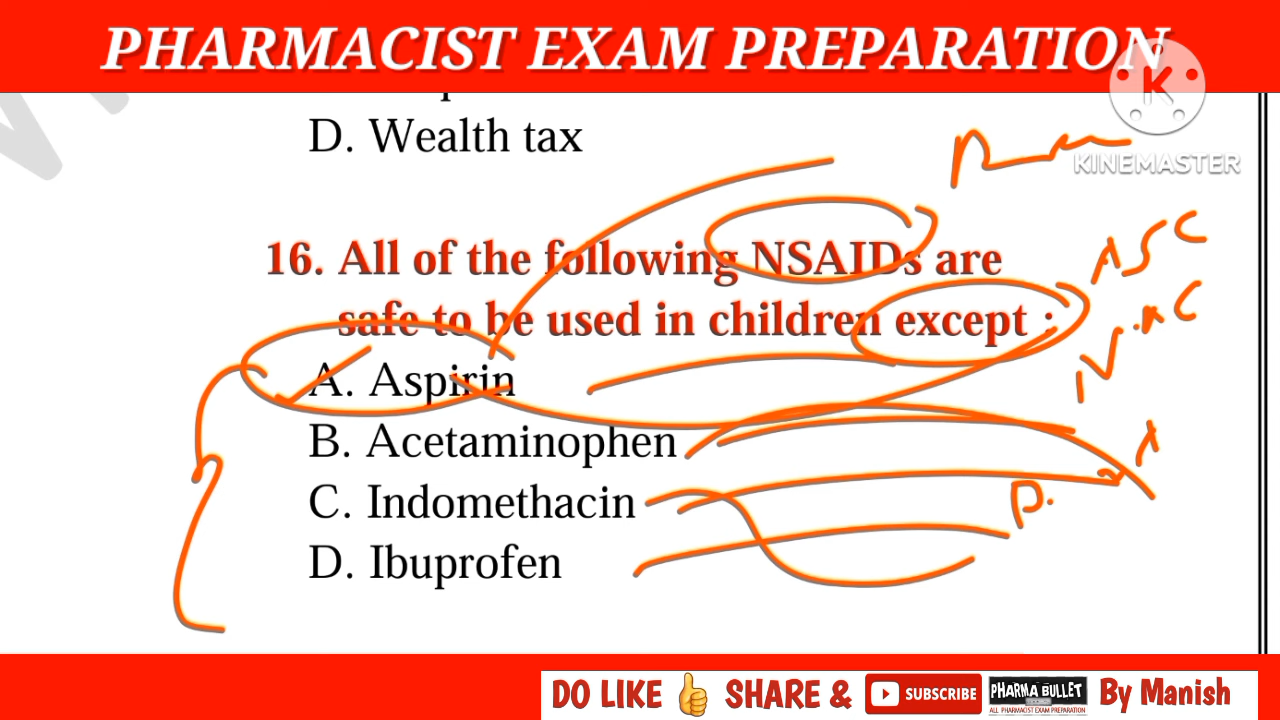 PHARMACIST EXAM PREPARATION
K
KINEMASTER
D. Wealth tax
16. All of the following NSAIDs are
safe to be used in children except :
A. Aspirin
B. Acetaminophen
C. Indomethacin
D. Ibuprofen
DO LIKE 👍 SHARE & SUBSCRIBE PHARMA BULLET By Manish
ALL PHARMACIST EXAM PREPARATION